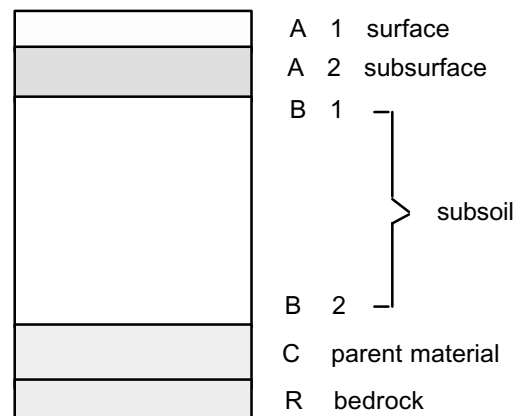 A 1 surface
A 2 subsurface
B 1
subsoil
B 2
C parent material
R bedrock